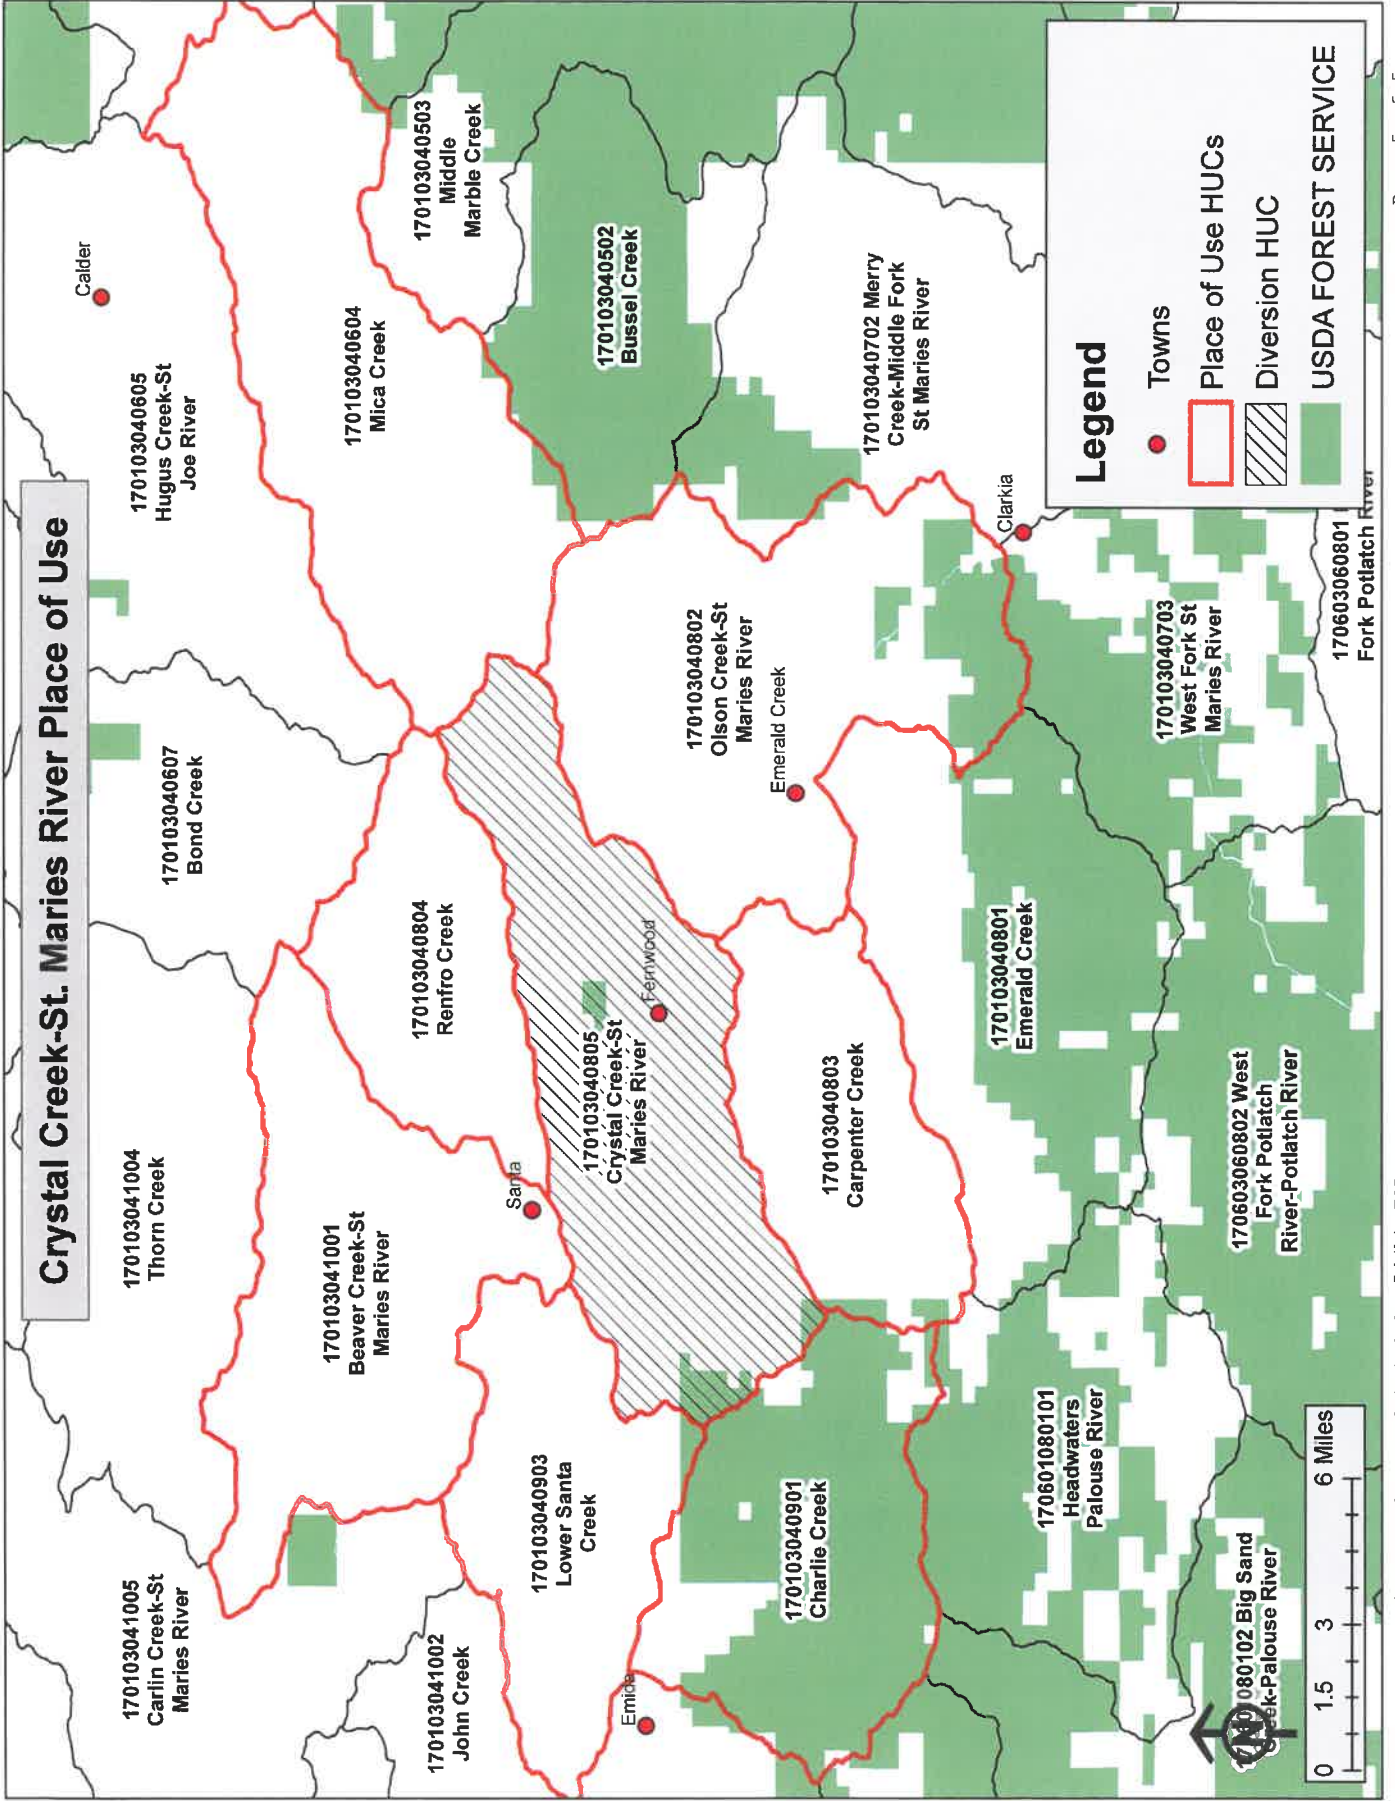 Crystal Creek-St. Maries River Place of Use
Calder
170103040605
Hugus Creek-St
Joe River
170103040607
Bond Creek
170103041004
Thorn Creek
170103041005
Carlin Creek-St
Maries River
170103040503
Middle
Marble Creek
170103040604
Mica Creek
170103040804
Renfro Creek
170103041001
Beaver Creek-St
Maries River
170103041002
John Creek
170103040502
Bussel Creek
Santa
170103040903
Lower Santa
Creek
170103040805
Crystal Creek-St
Maries River
Fernwood
Emida
170103040802
Olson Creek-St
Maries River
Emerald Creek
170103040702 Merry
Creek-Middle Fork
St Maries River
170103040803
Carpenter Creek
170103040901
Charlie Creek
Clarkia
170103040801
Emerald Creek
170601080101
Headwaters
Palouse River
170103040703
West Fork St
Maries River
170603060802 West
Fork Potlatch
River-Potlatch River
170603060801
Fork Potlatch River
080102 Big Sand
Creek-Palouse River
N
0 1.5 3 6 Miles
Legend
Towns
Place of Use HUCs
Diversion HUC
USDA FOREST SERVICE